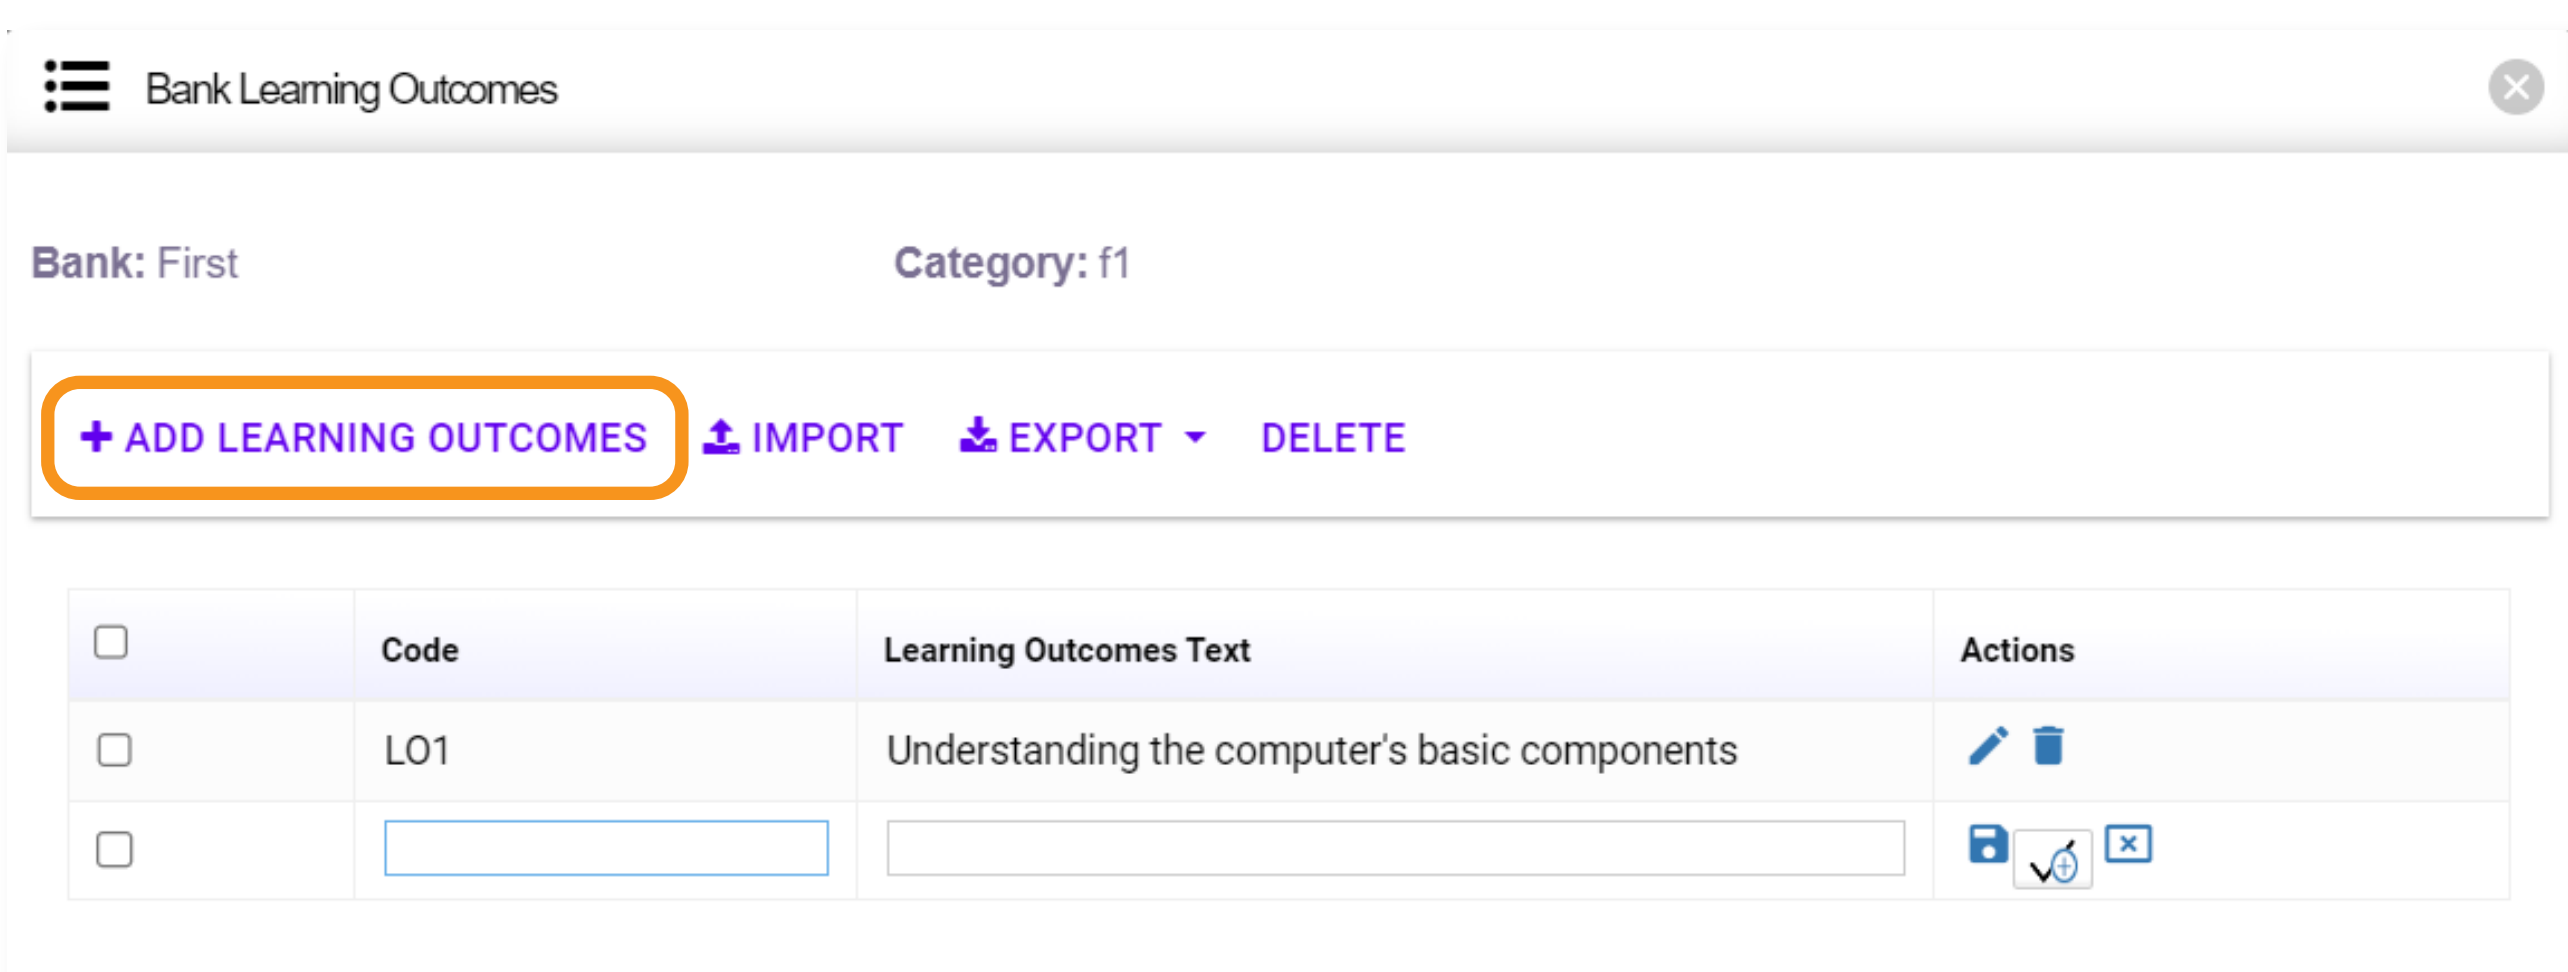 Bank Learning Outcomes
Bank: First Category: f1
ADD LEARNING OUTCOMES IMPORT EXPORT DELETE
Code Learning Outcomes Text Actions
LO1 Understanding the computer's basic components